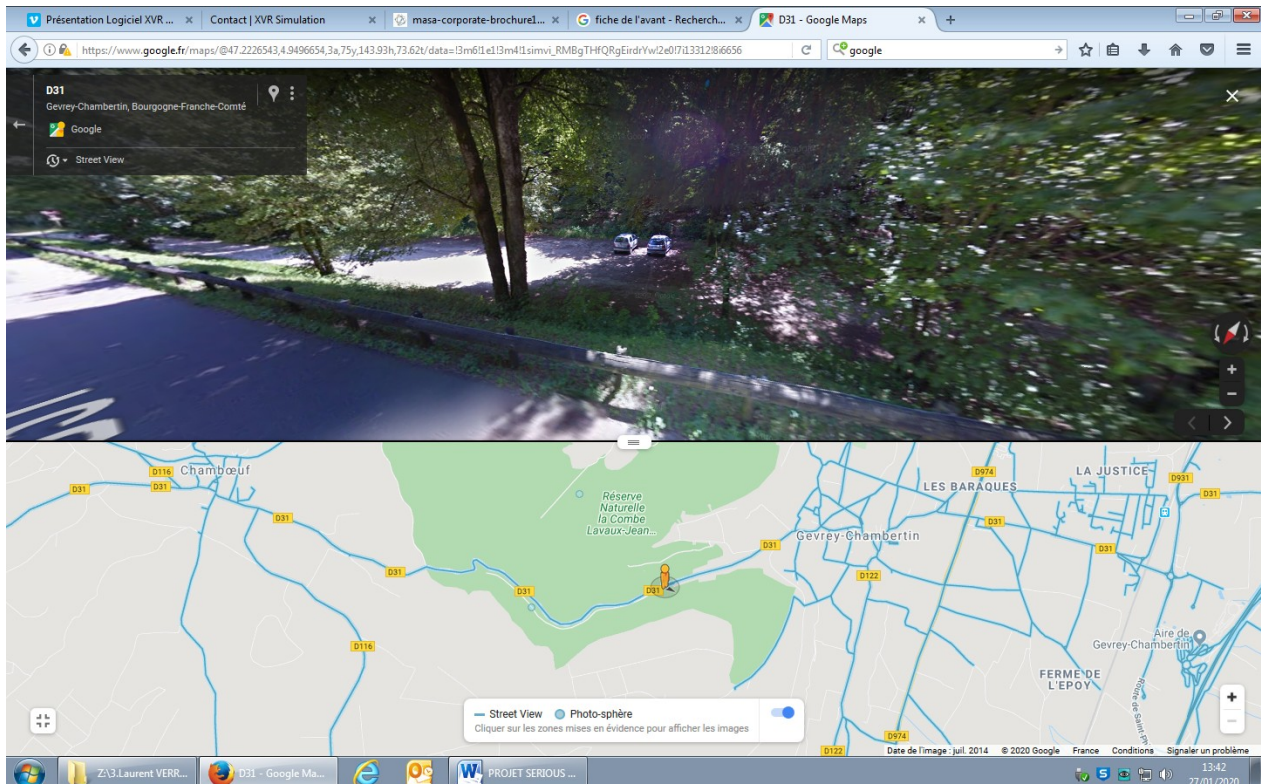 Présentation Logiciel XVR ...
Contact | XVR Simulation
masa-corporate-brochure1...
fiche de l'avant - Recherch...
D31 - Google Maps
https://www.google.fr/maps/@47.2226543,4.9496654,3a,75y,143.93h,73.62t/data=!3m6!1e1!3m4!1simvi_RMBgTHfQRgEirdrYw!2e0!7i13312!8i6656
google
D31
Gevrey-Chambertin, Bourgogne-Franche-Comté
Google
Street View
D116
Chambœuf
D31
D31
D31
D31
D31
D116
Réserve
Naturelle
la Combe
Lavaux-Jean...
D31
D31
Gevrey-Chambertin
D122
LES BARAQUES
D974
D31
LA JUSTICE
D931
D31
D31
Aire de
Gevrey-Chambertin
FERME DE
L'EPOY
D974
D122
Street View
Photo-sphère
Cliquer sur les zones mises en évidence pour afficher les images
Date de l'image : juil. 2014
© 2020 Google
France
Conditions
Signaler un problème
Z:\3.Laurent VERR...
D31 - Google Ma...
PROJET SERIOUS ...
13:42
27/01/2020